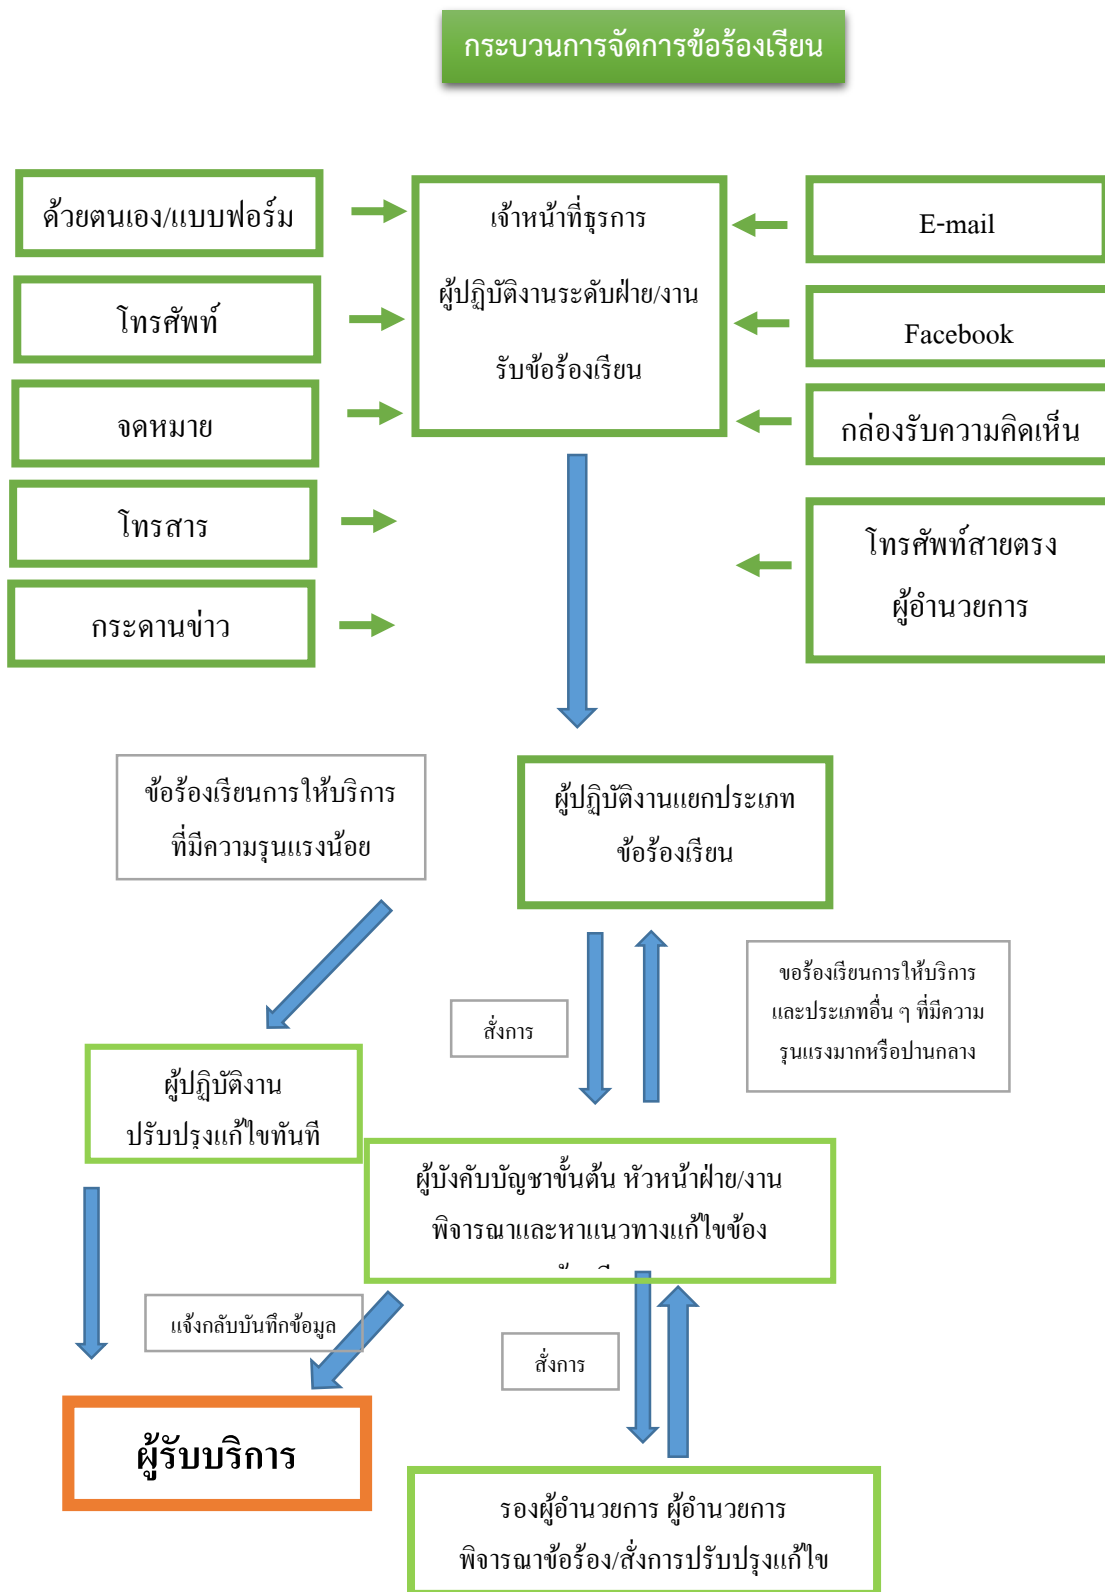 กระบวนการจัดการข้อร้องเรียน
ด้วยตนเอง/แบบฟอร์ม
โทรศัพท์
จดหมาย
โทรสาร
กระดานข่าว
เจ้าหน้าที่ธุรการ
ผู้ปฏิบัติงานระดับฝ่าย/งาน
รับข้อร้องเรียน
E-mail
Facebook
กล่องรับความคิดเห็น
โทรศัพท์สายตรง
ผู้อำนวยการ
ข้อร้องเรียนการให้บริการ
ที่มีความรุนแรงน้อย
ผู้ปฏิบัติงานแยกประเภท
ข้อร้องเรียน
สั่งการ
ขอร้องเรียนการให้บริการ
และประเภทอื่น ๆ ที่มีความ
รุนแรงมากหรือปานกลาง
ผู้ปฏิบัติงาน
ปรับปรุงแก้ไขทันที
ผู้บังคับบัญชาขั้นต้น หัวหน้าฝ่าย/งาน
พิจารณาและหาแนวทางแก้ไขข้อง
แจ้งกลับบันทึกข้อมูล
สั่งการ
ผู้รับบริการ
รองผู้อำนวยการ ผู้อำนวยการ
พิจารณาข้อร้อง/สั่งการปรับปรุงแก้ไข